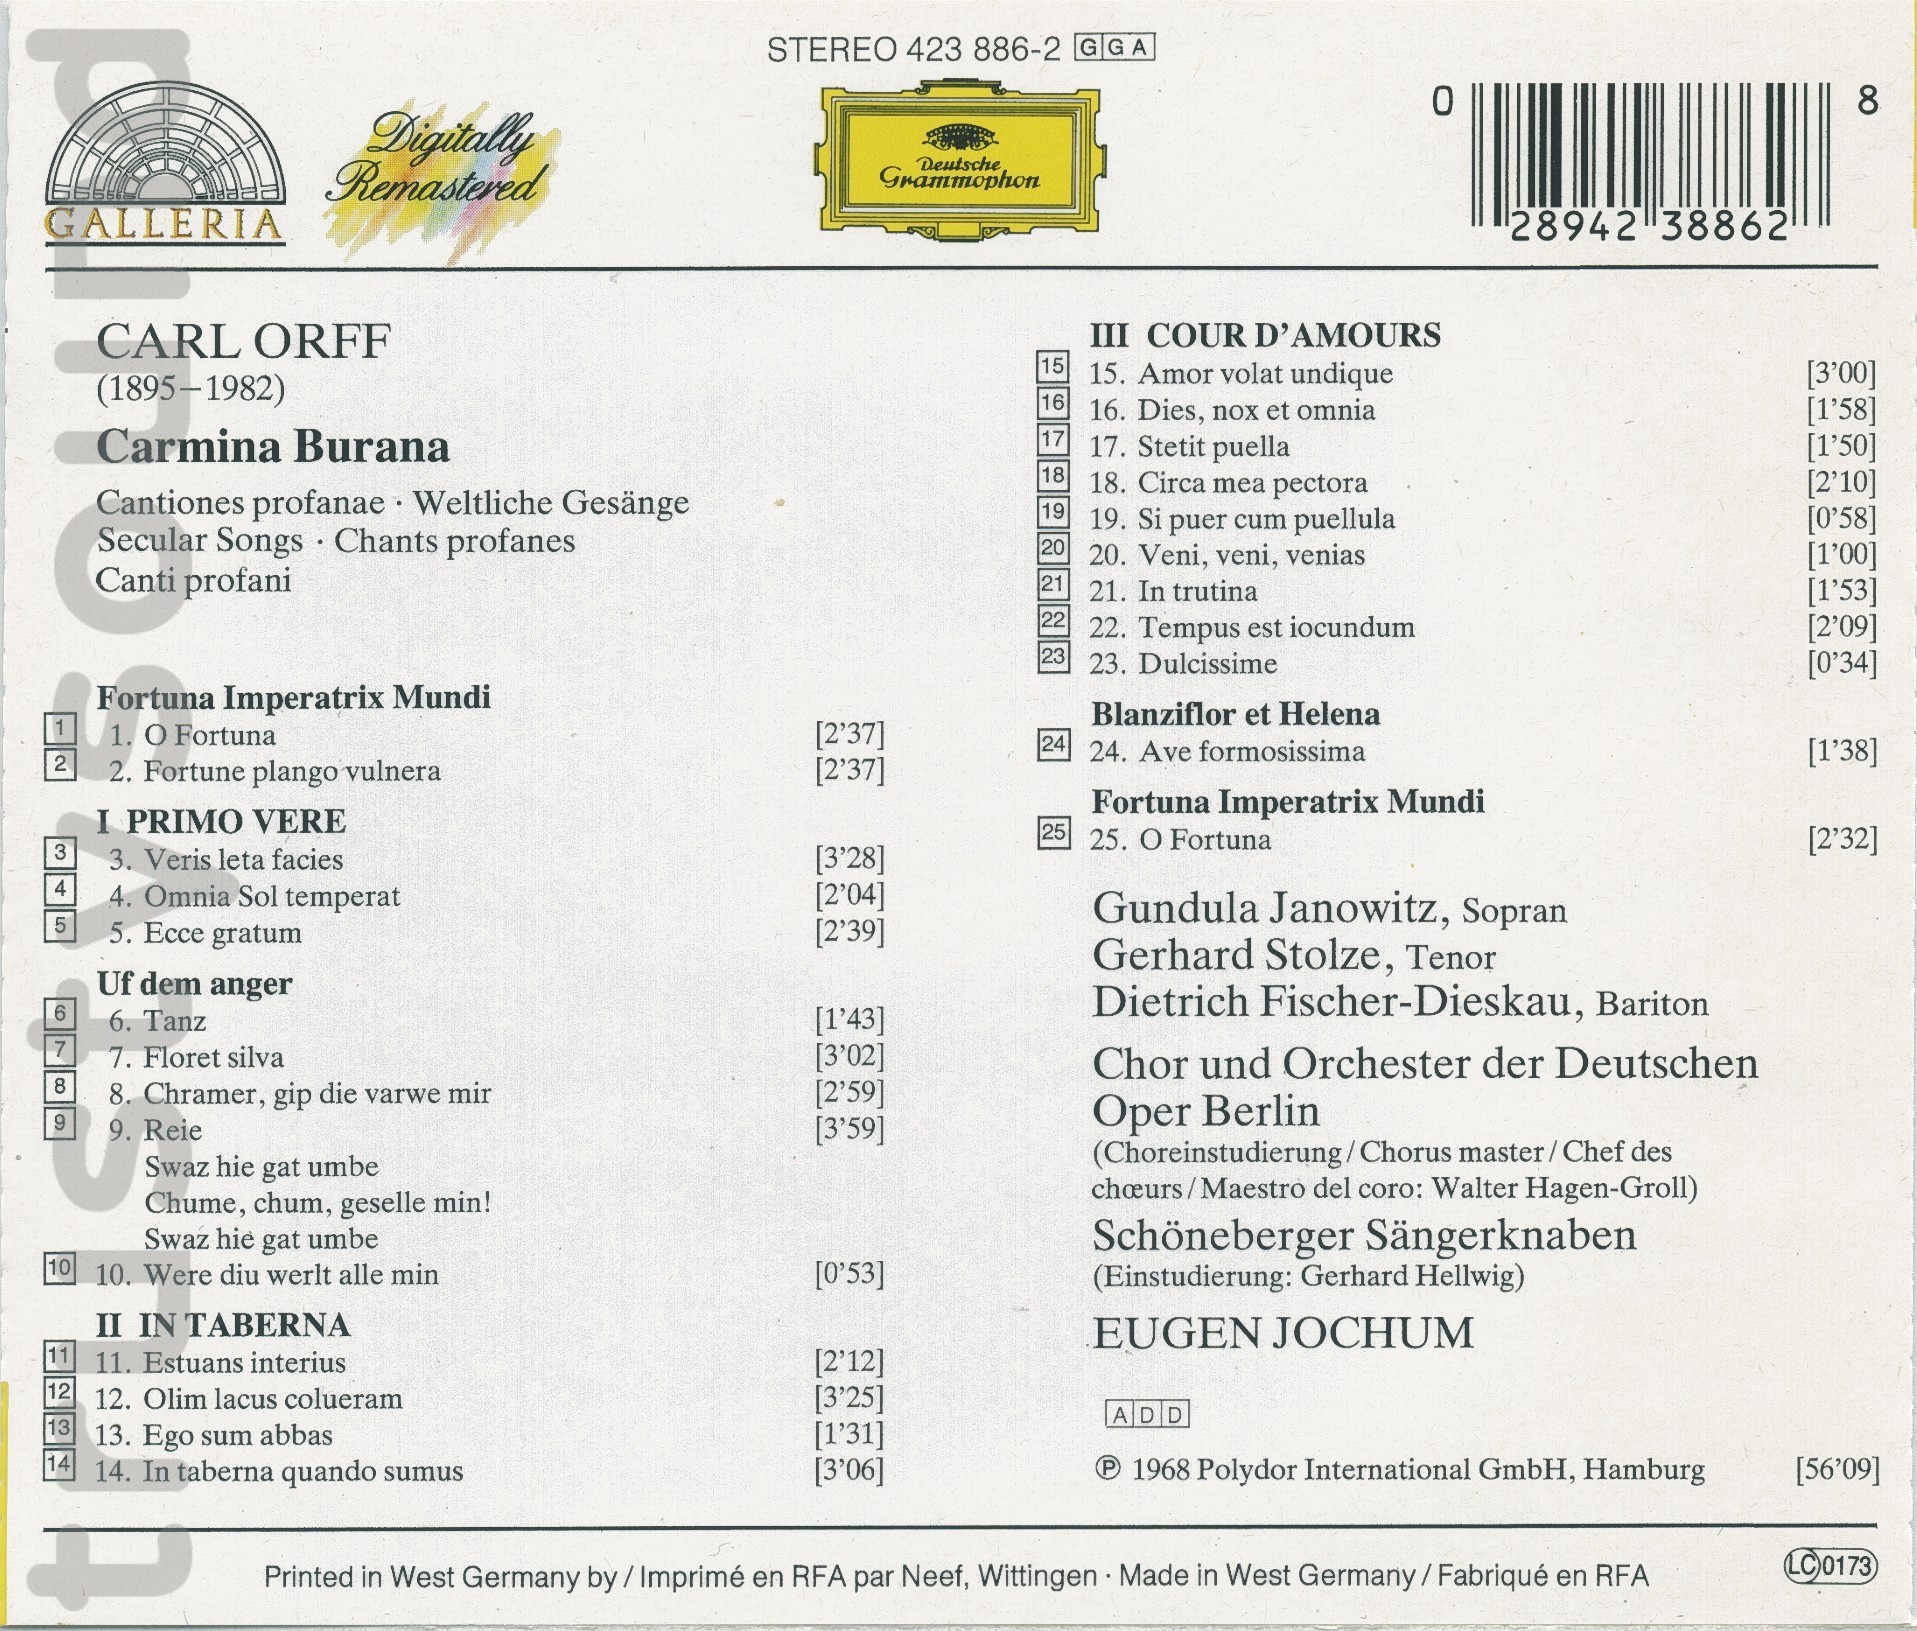 STEREO 423 886-2 GGA
GALLERIA
Digitally
Remastered
Deutsche
Grammophon
0 28942 38862 8
CARL ORFF
(1895–1982)
Carmina Burana
Cantiones profanae · Weltliche Gesänge
Secular Songs · Chants profanes
Canti profani
Fortuna Imperatrix Mundi
1 1. O Fortuna [2'37]
2 2. Fortune plango vulnera [2'37]
I PRIMO VERE
3 3. Veris leta facies [3'28]
4 4. Omnia Sol temperat [2'04]
5 5. Ecce gratum [2'39]
Uf dem anger
6 6. Tanz [1'43]
7 7. Floret silva [3'02]
8 8. Chramer, gip die varwe mir [2'59]
9 9. Reie [3'59]
Swaz hie gat umbe
Chume, chum, geselle min!
Swaz hie gat umbe
10 10. Were diu werlt alle min [0'53]
II IN TABERNA
11 11. Estuans interius [2'12]
12 12. Olim lacus colueram [3'25]
13 13. Ego sum abbas [1'31]
14 14. In taberna quando sumus [3'06]
III COUR D'AMOURS
15 15. Amor volat undique [3'00]
16 16. Dies, nox et omnia [1'58]
17 17. Stetit puella [1'50]
18 18. Circa mea pectora [2'10]
19 19. Si puer cum puellula [0'58]
20 20. Veni, veni, venias [1'00]
21 21. In trutina [1'53]
22 22. Tempus est iocundum [2'09]
23 23. Dulcissime [0'34]
Blanziflor et Helena
24 24. Ave formosissima [1'38]
Fortuna Imperatrix Mundi
25 25. O Fortuna [2'32]
Gundula Janowitz, Sopran
Gerhard Stolze, Tenor
Dietrich Fischer-Dieskau, Bariton
Chor und Orchester der Deutschen
Oper Berlin
(Choreinstudierung / Chorus master / Chef des
chœurs / Maestro del coro: Walter Hagen-Groll)
Schöneberger Sängerknaben
(Einstudierung: Gerhard Hellwig)
EUGEN JOCHUM
ADD
℗ 1968 Polydor International GmbH, Hamburg [56'09]
Printed in West Germany by / Imprimé en RFA par Neef, Wittingen · Made in West Germany / Fabriqué en RFA
LC 0173
trustvsound